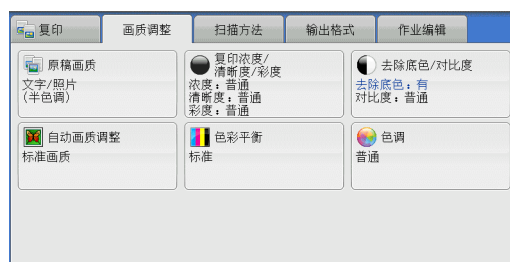 复印
画质调整
扫描方法
输出格式
作业编辑
原稿画质
文字/照片
(半色调)
复印浓度/
清晰度/彩度
浓度：普通
清晰度：普通
彩度：普通
去除底色/对比度
去除底色：有
对比度：普通
自动画质调整
标准画质
色彩平衡
标准
色调
普通